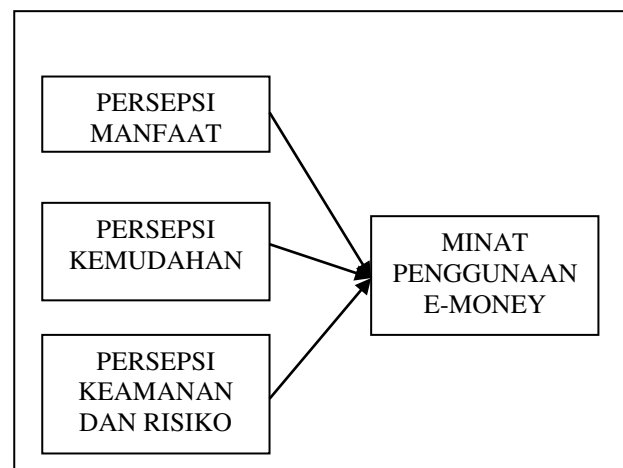 PERSEPSI
MANFAAT
PERSEPSI
KEMUDAHAN
MINAT
PENGGUNAAN
E-MONEY
PERSEPSI
KEAMANAN
DAN RISIKO